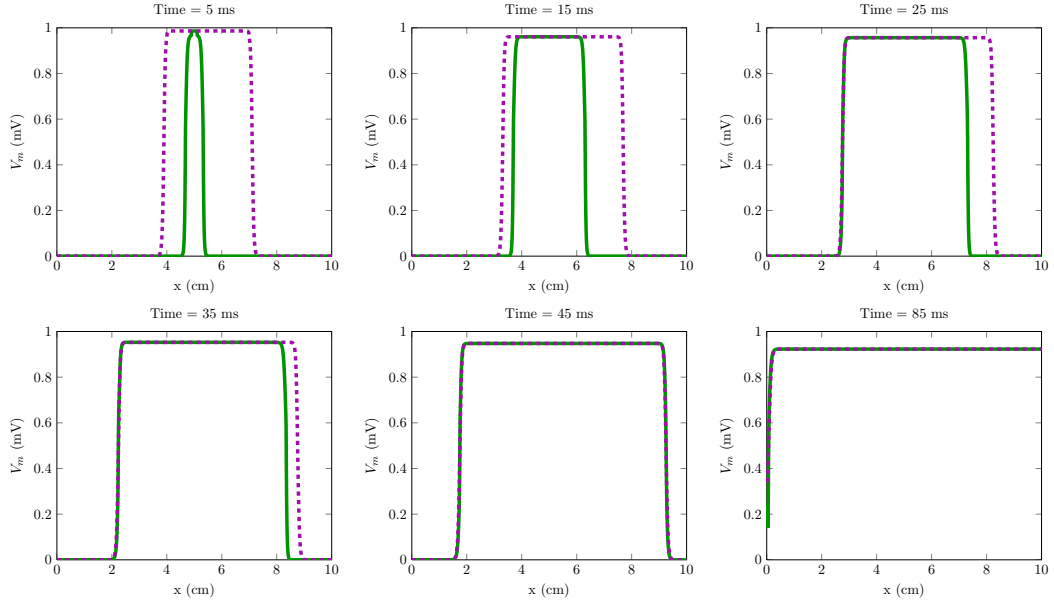 Time = 5 ms
1
0.8
0.6
0.4
0.2
0
0 2 4 6 8 10
V_m (mV)
x (cm)
Time = 15 ms
1
0.8
0.6
0.4
0.2
0
0 2 4 6 8 10
V_m (mV)
x (cm)
Time = 25 ms
1
0.8
0.6
0.4
0.2
0
0 2 4 6 8 10
V_m (mV)
x (cm)
Time = 35 ms
1
0.8
0.6
0.4
0.2
0
0 2 4 6 8 10
V_m (mV)
x (cm)
Time = 45 ms
1
0.8
0.6
0.4
0.2
0
0 2 4 6 8 10
V_m (mV)
x (cm)
Time = 85 ms
1
0.8
0.6
0.4
0.2
0
0 2 4 6 8 10
V_m (mV)
x (cm)